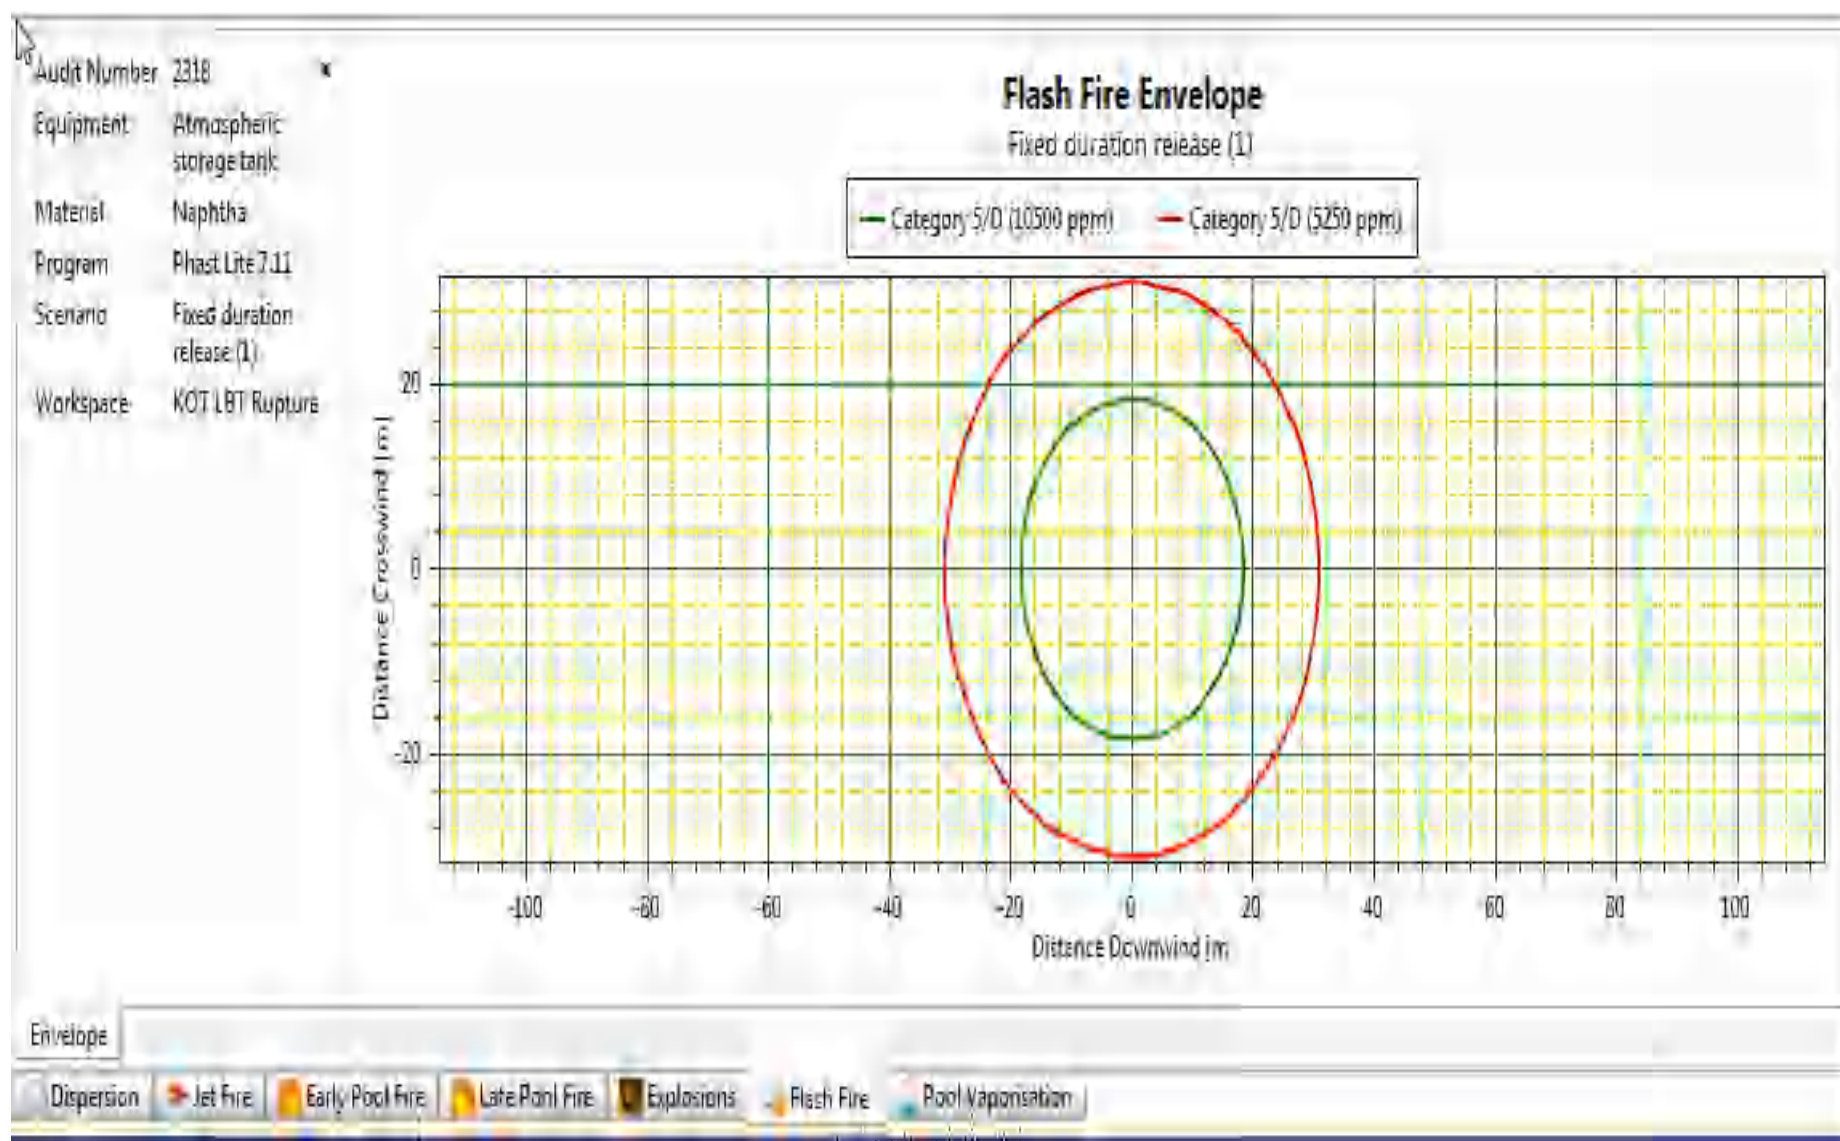 Audit Number 2318
Equipment Atmospheric
storage tank
Material Naphtha
Program Phast Lite 7.11
Scenario Fixed duration
release (1)
Workspace KOT LBT Rupture
Flash Fire Envelope
Fixed duration release (1)
Category 5/D (10500 ppm) Category 5/D (5250 ppm)
20
0
-20
Distance Crosswind [m]
-100 -80 -60 -40 -20 0 20 40 60 80 100
Distance Downwind [m
Envelope
Dispersion Jet Fire Early Pool Fire Late Pool Fire Explosions Flash Fire Pool Vaporisation